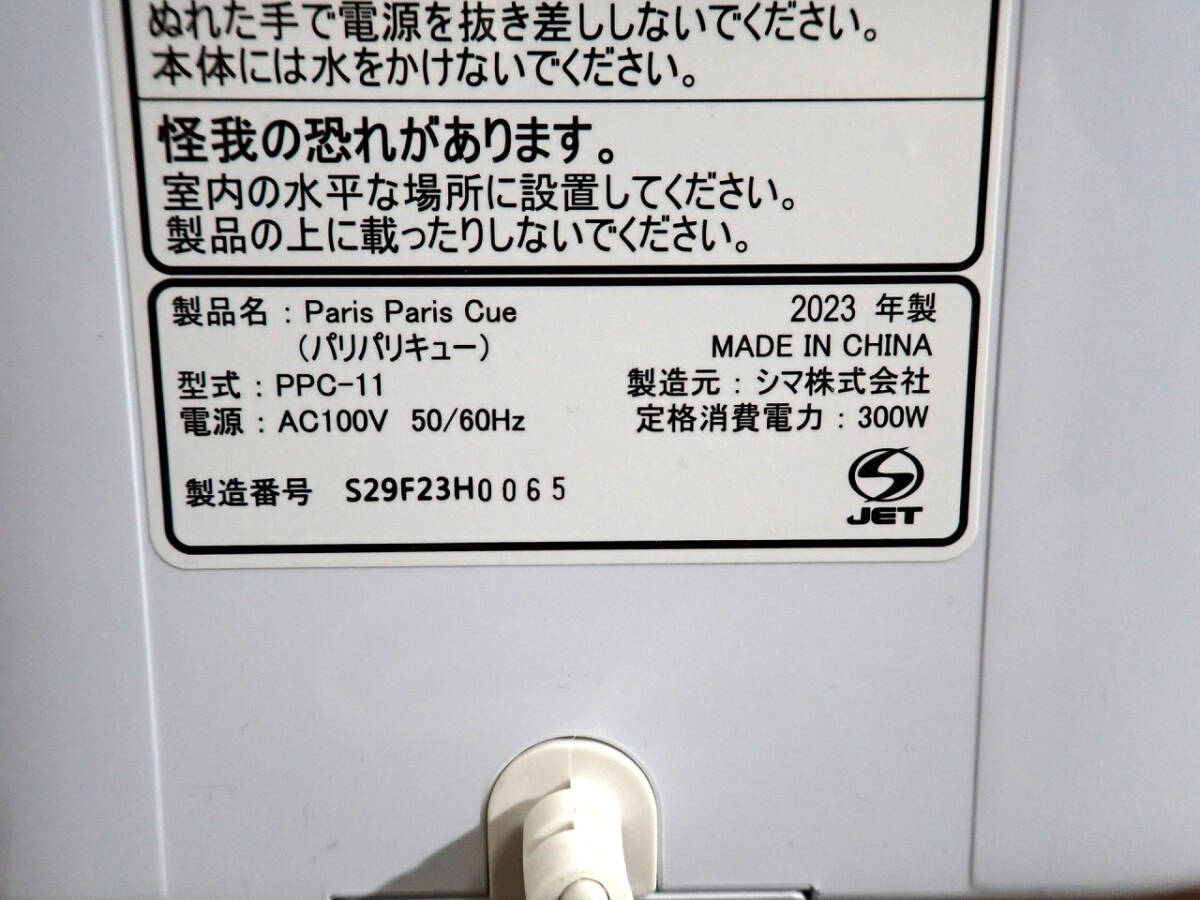 ぬれた手で電源を抜き差ししないでください。
本体には水をかけないでください。
怪我の恐れがあります。
室内の水平な場所に設置してください。
製品の上に載ったりしないでください。
製品名：Paris Paris Cue
2023 年製
（パリパリキュー）
MADE IN CHINA
型式：PPC-11
製造元：シマ株式会社
電源：AC100V 50/60Hz
定格消費電力：300W
製造番号 S29F23H0065
JET